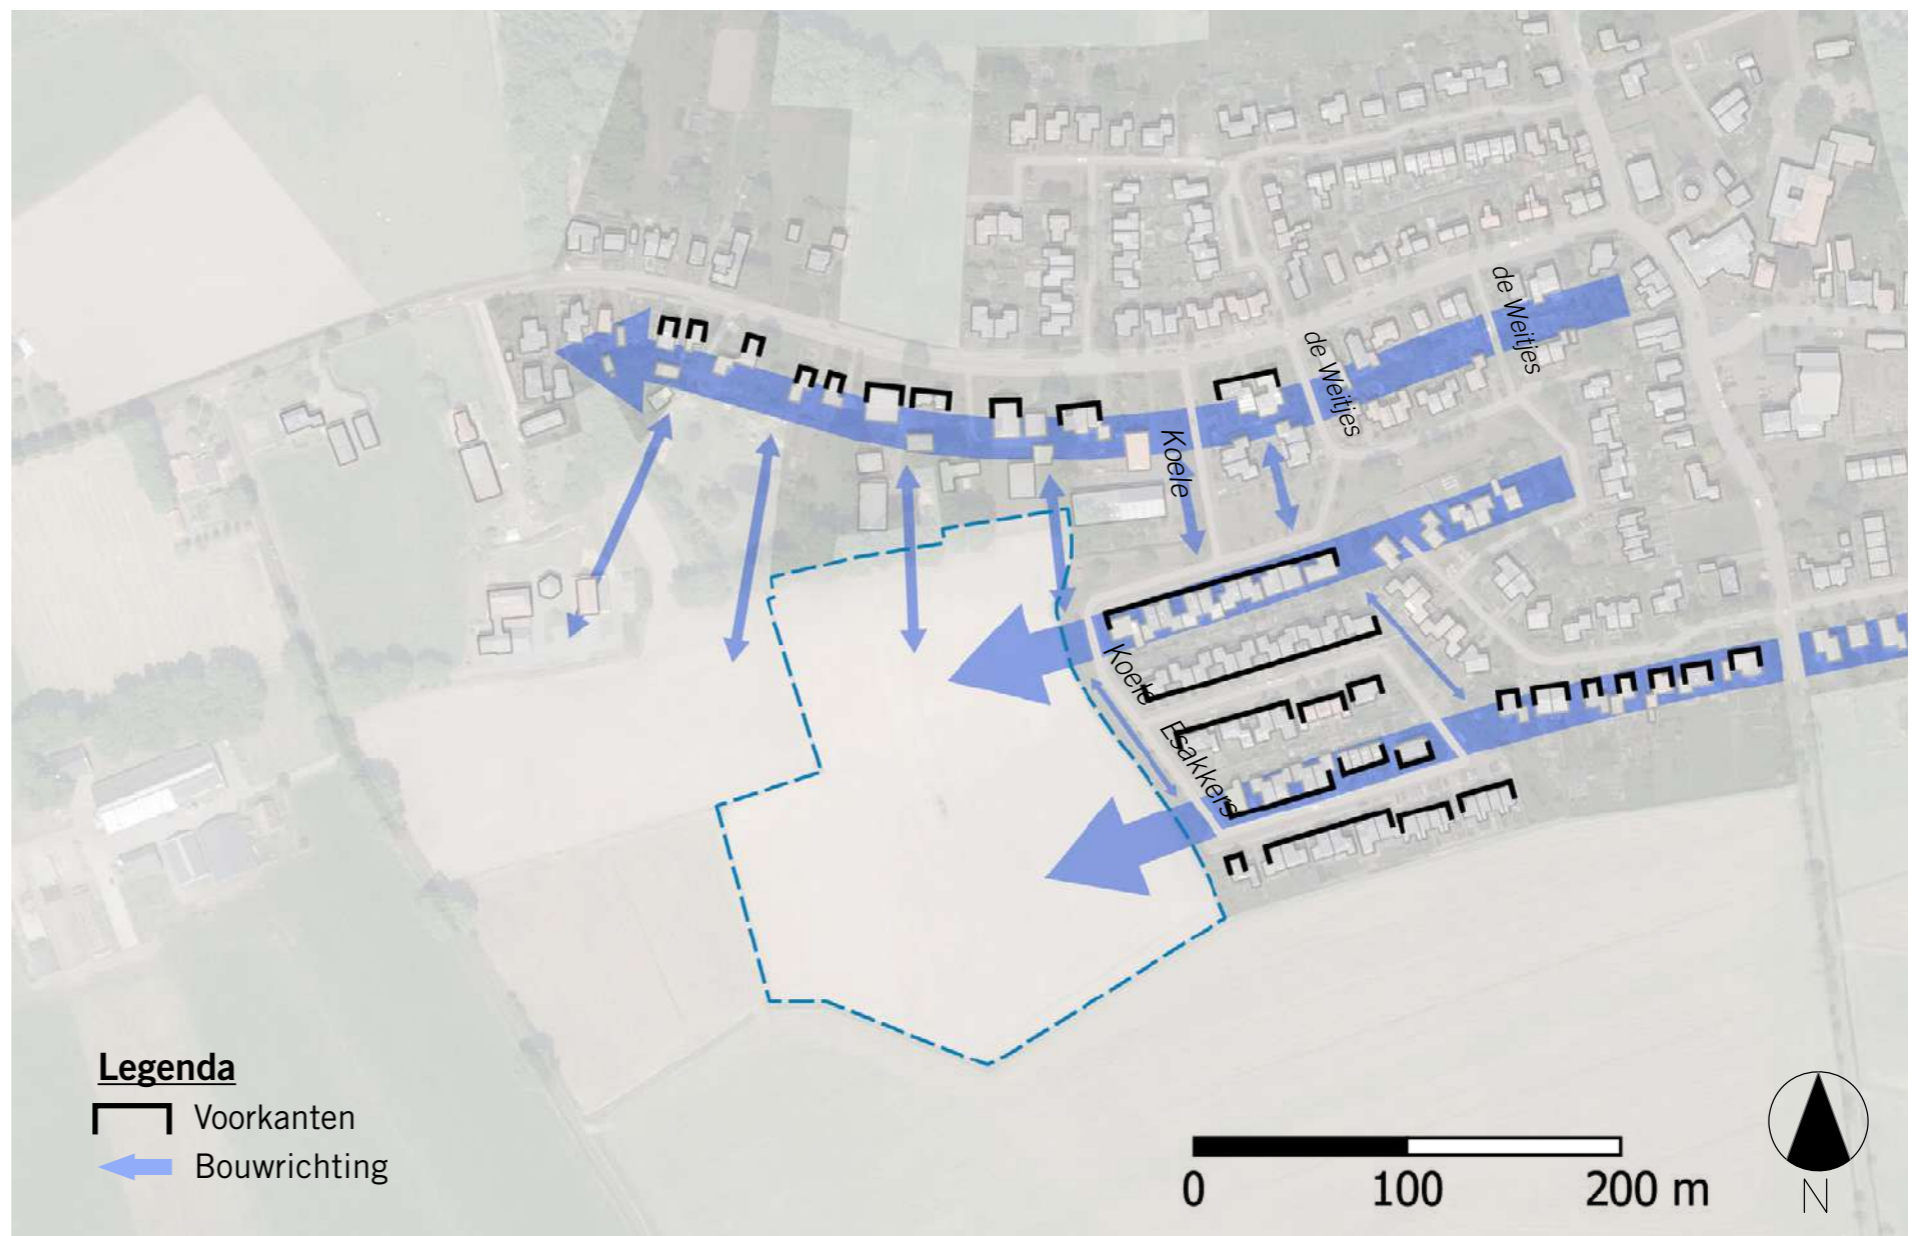 de Weitjes
de Weitjes
Koele
Koele
Esakkers
Legenda
Voorkanten
Bouwrichting
0 100 200 m
N